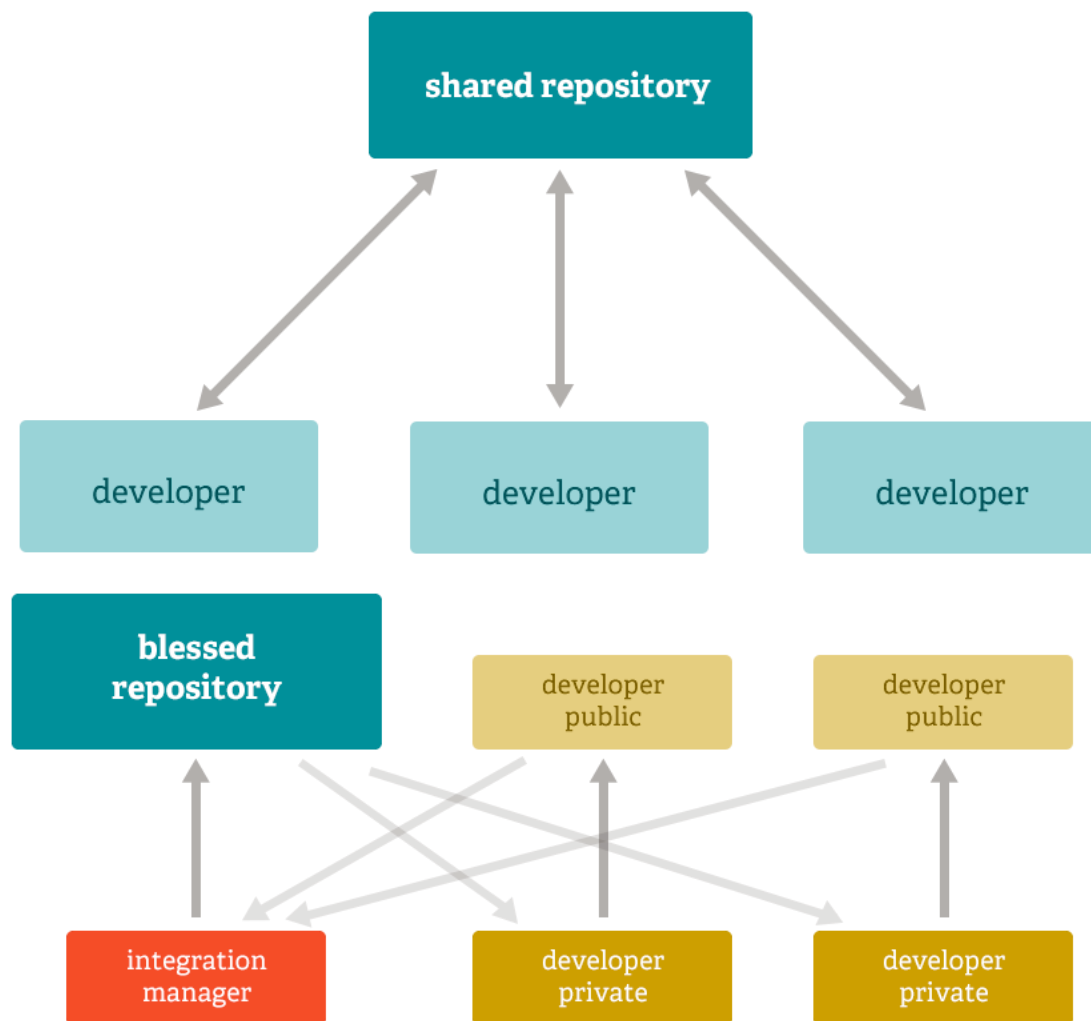 shared repository
developer
developer
developer
blessed
repository
developer
public
developer
public
integration
manager
developer
private
developer
private